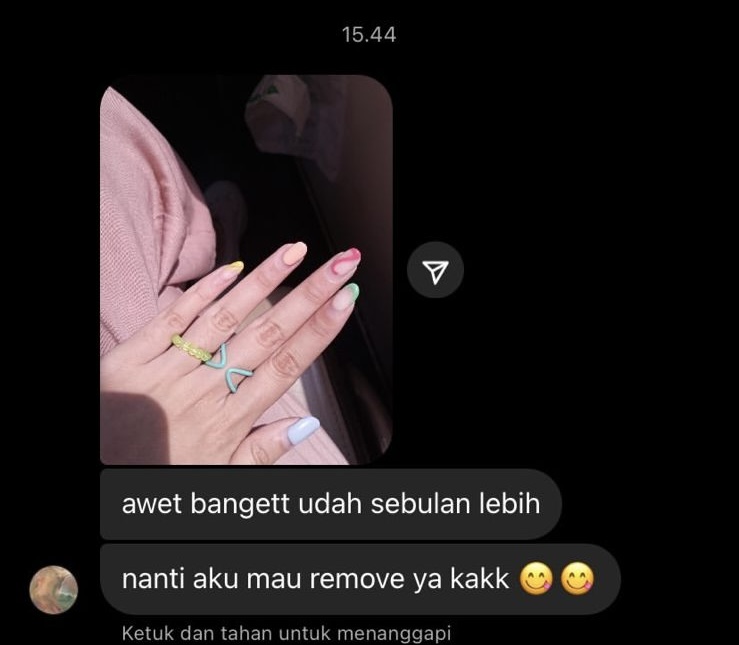 15.44
awet bangett udah sebulan lebih
nanti aku mau remove ya kakk 😋😋
Ketuk dan tahan untuk menanggapi